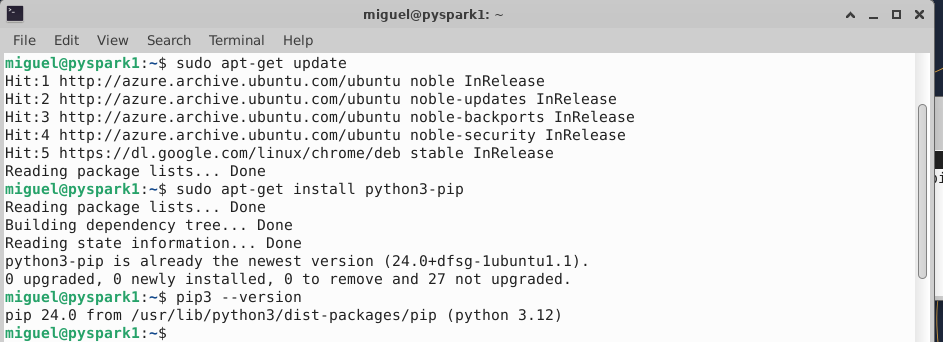 miguel@pyspark1: ~
File Edit View Search Terminal Help
miguel@pyspark1:~$ sudo apt-get update
Hit:1 http://azure.archive.ubuntu.com/ubuntu noble InRelease
Hit:2 http://azure.archive.ubuntu.com/ubuntu noble-updates InRelease
Hit:3 http://azure.archive.ubuntu.com/ubuntu noble-backports InRelease
Hit:4 http://azure.archive.ubuntu.com/ubuntu noble-security InRelease
Hit:5 https://dl.google.com/linux/chrome/deb stable InRelease
Reading package lists... Done
miguel@pyspark1:~$ sudo apt-get install python3-pip
Reading package lists... Done
Building dependency tree... Done
Reading state information... Done
python3-pip is already the newest version (24.0+dfsg-1ubuntu1.1).
0 upgraded, 0 newly installed, 0 to remove and 27 not upgraded.
miguel@pyspark1:~$ pip3 --version
pip 24.0 from /usr/lib/python3/dist-packages/pip (python 3.12)
miguel@pyspark1:~$